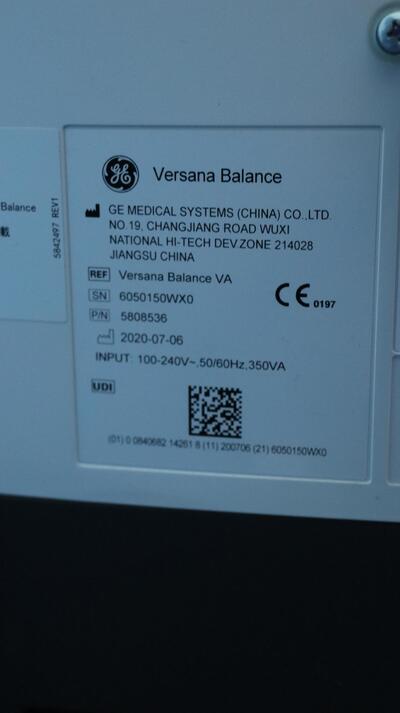 Balance
載
5842497 REV1
GE
Versana Balance
GE MEDICAL SYSTEMS (CHINA) CO.,LTD.
NO.19, CHANGJIANG ROAD WUXI
NATIONAL HI-TECH DEV.ZONE 214028
JIANGSU CHINA
REF Versana Balance VA
SN 6050150WX0
P/N 5808536
2020-07-06
CE 0197
INPUT: 100-240V~,50/60Hz,350VA
UDI
(01) 0 0840682 14261 8 (11) 200706 (21) 6050150WX0